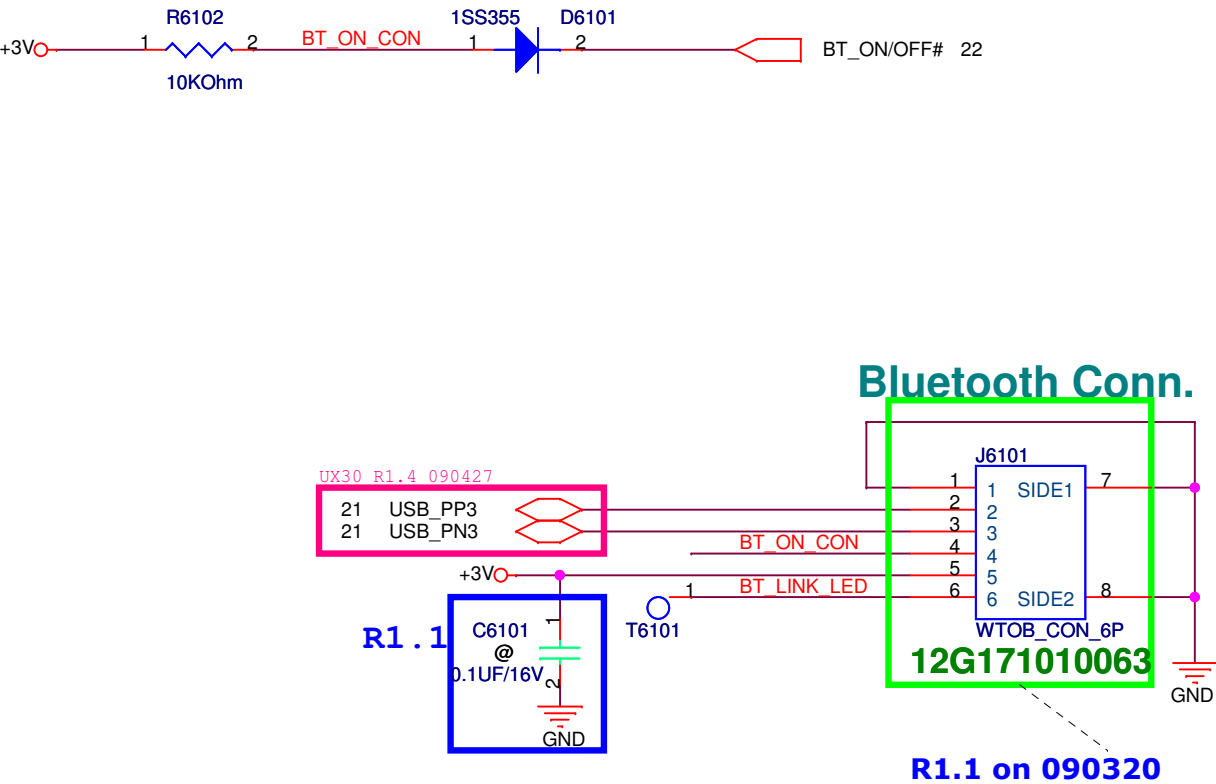 R6102 1SS355 D6101
+3V 1 2 BT_ON_CON 1 2 BT_ON/OFF# 22
10KOhm
Bluetooth Conn.
J6101
UX30 R1.4 090427
1 1 SIDE1 7
21 USB_PP3 2 2
21 USB_PN3 3 3
BT_ON_CON 4 4
+3V 5 5
1 BT_LINK_LED 6 6 SIDE2 8
T6101
WTOB_CON_6P
12G171010063
GND
R1.1
C6101 1
@
0.1UF/16V 2
GND
R1.1 on 090320